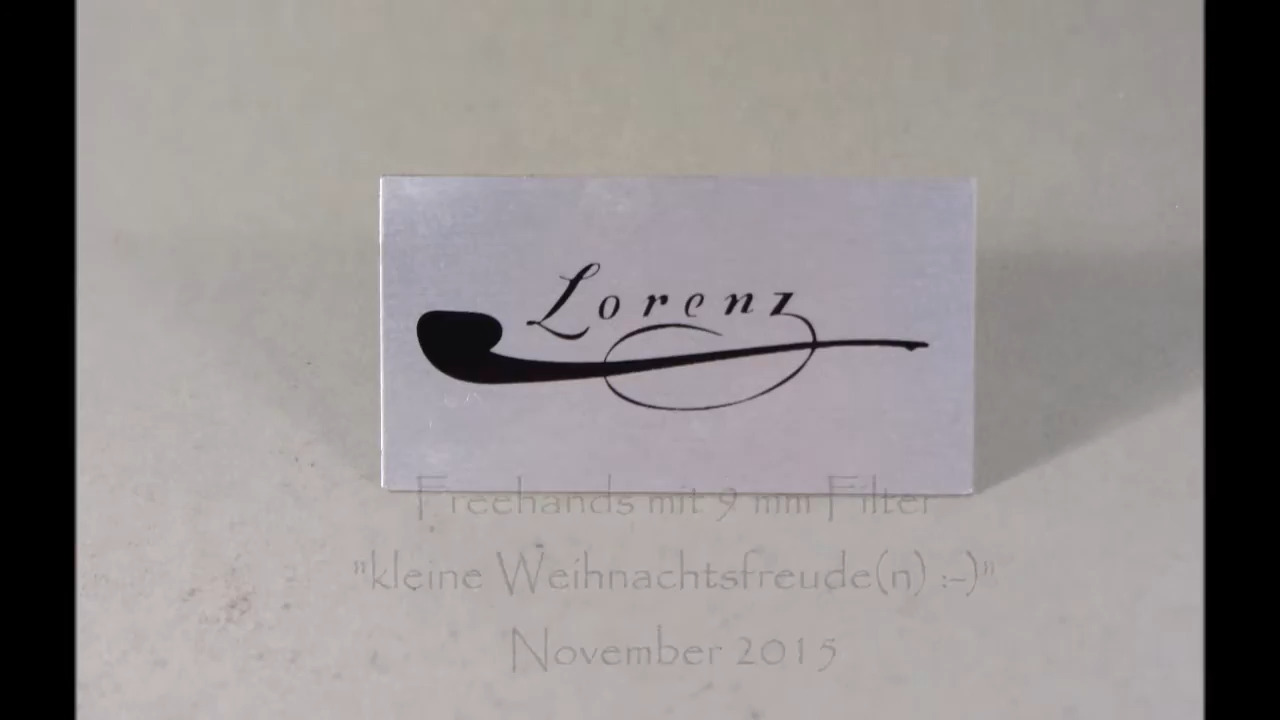 Lorenz
Freehands mit 9 mm Filter
"kleine Weihnachtsfreude(n) :-)"
November 2015